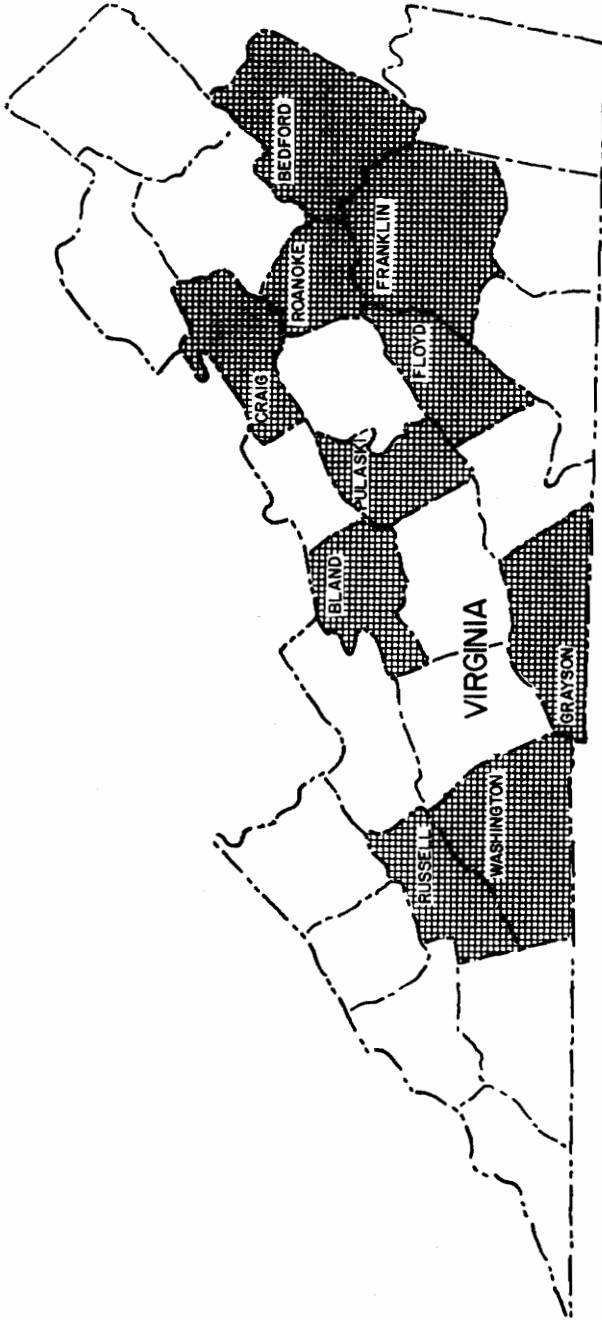 BEDFORD
ROANOKE
FRANKLIN
CRAIG
FLOYD
PULASKI
BLAND
VIRGINIA
GRAYSON
RUSSELL
WASHINGTON